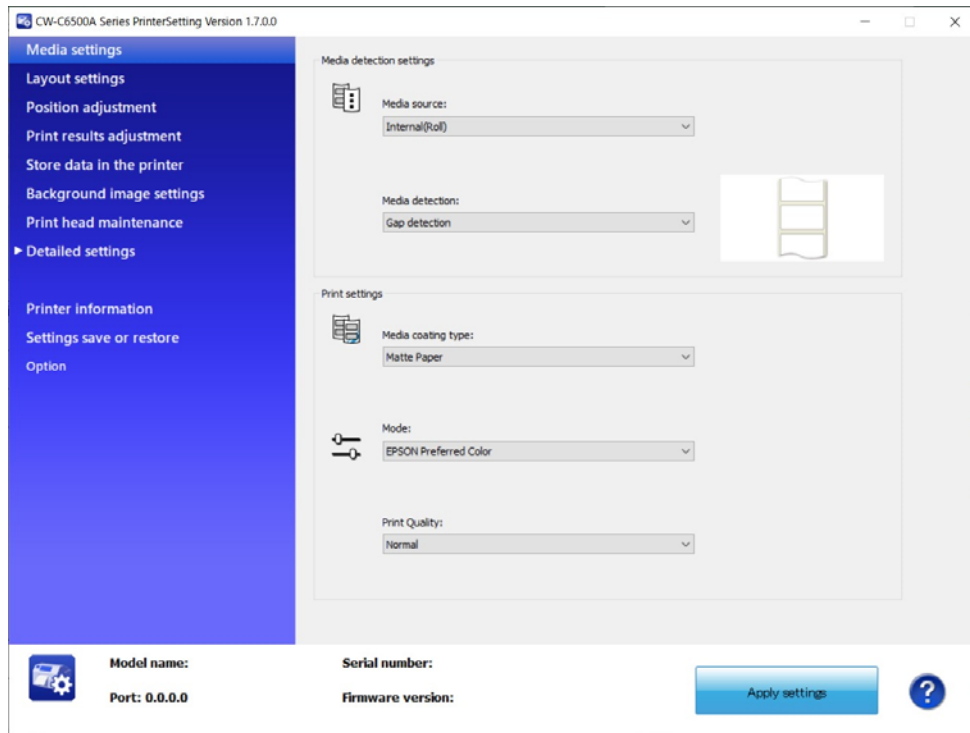 CW-C6500A Series PrinterSetting Version 1.7.0.0
Media settings
Layout settings
Position adjustment
Print results adjustment
Store data in the printer
Background image settings
Print head maintenance
Detailed settings
Printer information
Settings save or restore
Option
Media detection settings
Media source:
Internal(Roll)
Media detection:
Gap detection
Print settings
Media coating type:
Matte Paper
Mode:
EPSON Preferred Color
Print Quality:
Normal
Model name:
Serial number:
Port: 0.0.0.0
Firmware version:
Apply settings
?